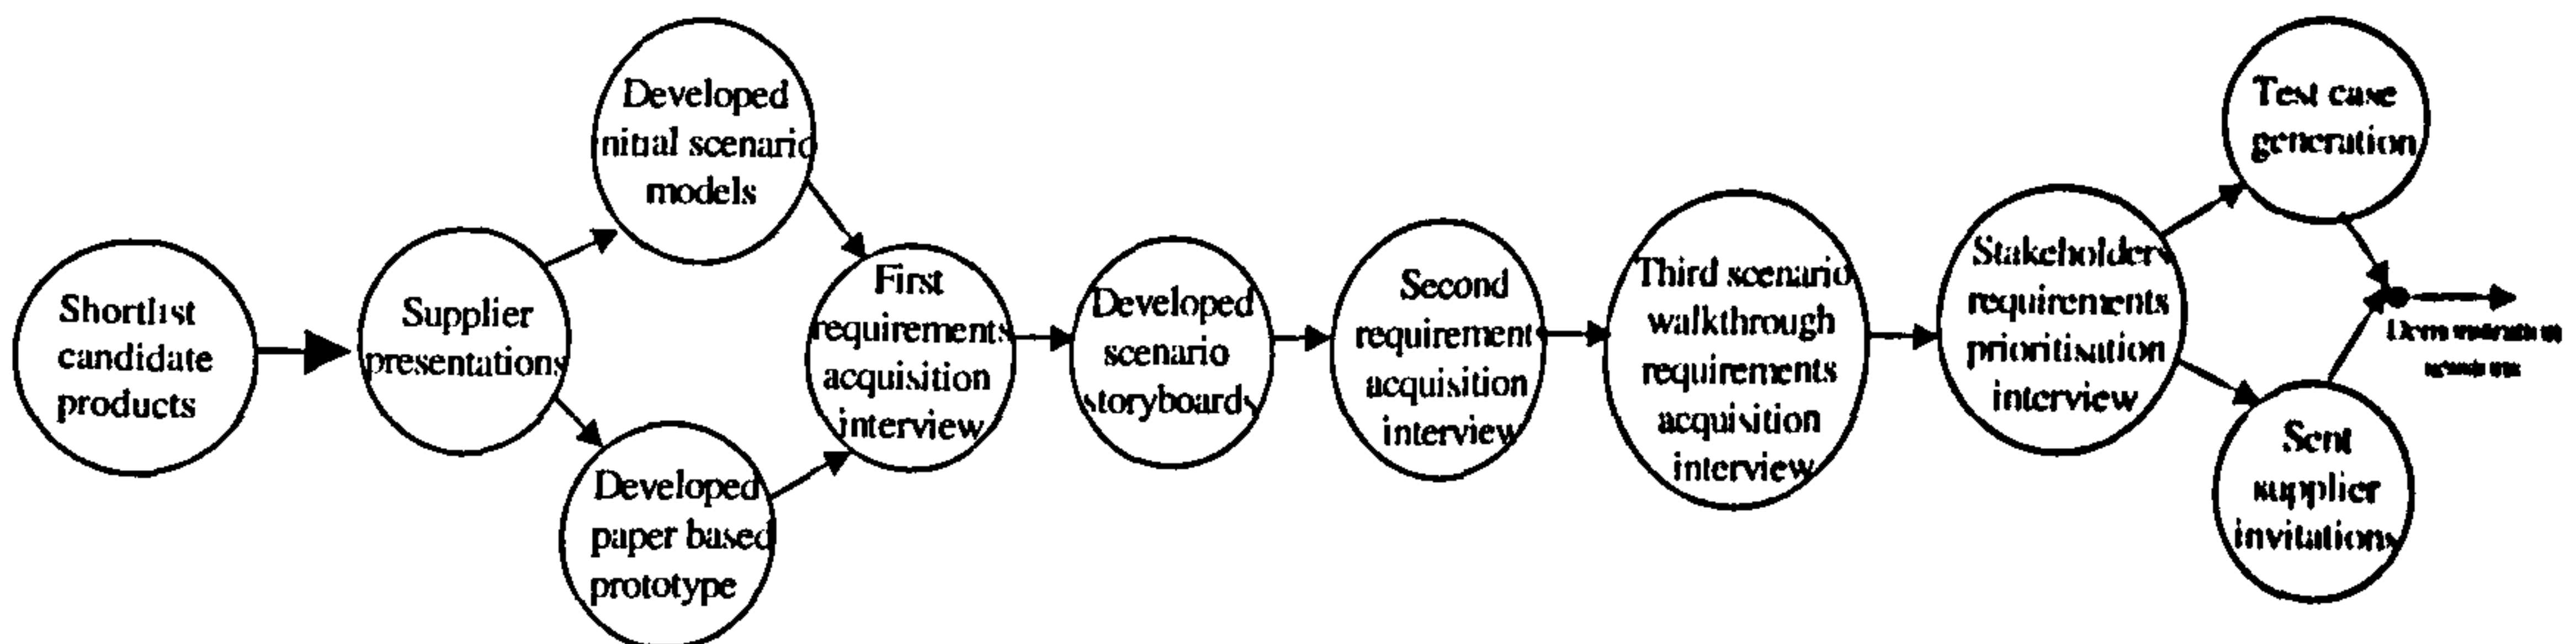 Shortlist
candidate
products
Supplier
presentations
Developed
initial scenario
models
Developed
paper based
prototype
First
requirements
acquisition
interview
Developed
scenario
storyboards
Second
requirement
acquisition
interview
Third scenario
walkthrough
requirements
acquisition
interview
Stakeholders
requirements
prioritisation
interview
Test case
generation
Sent
supplier
invitations